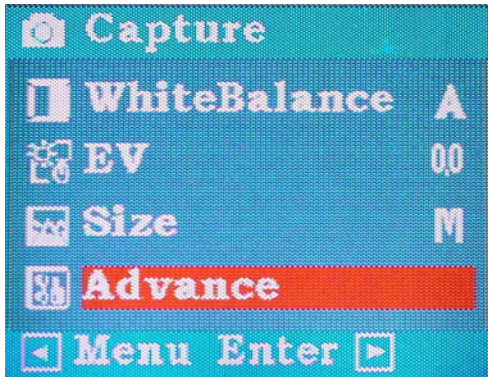 Capture
WhiteBalance A
EV 0.0
Size M
Advance
Menu Enter